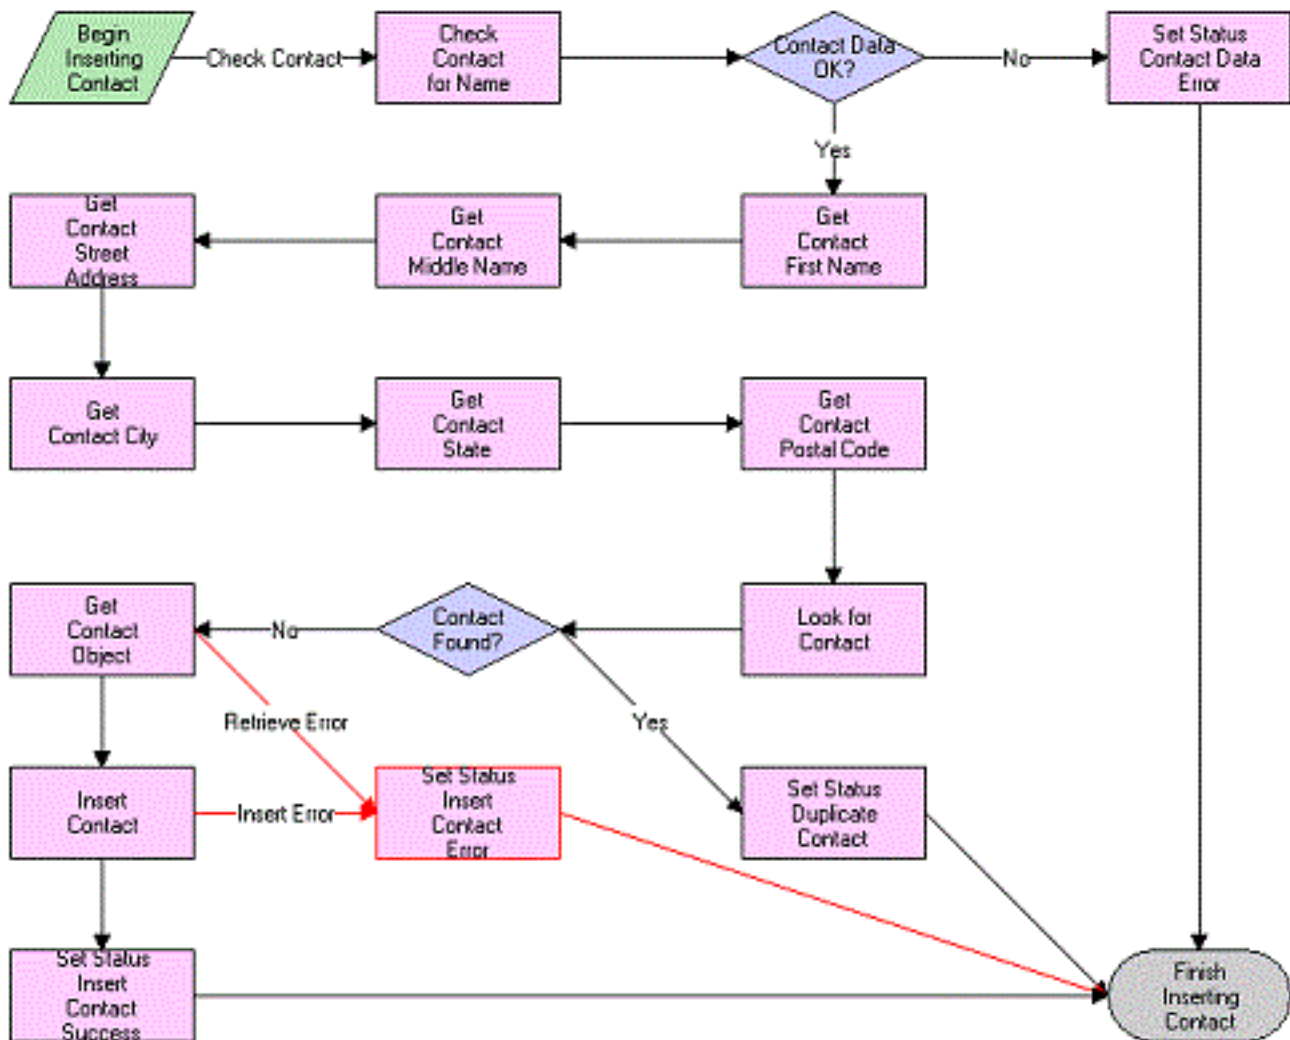 Begin
Inserting
Contact
Check Contact
Check
Contact
for Name
Contact Data
OK?
No
Set Status
Contact Data
Error
Yes
Get
Contact
Street
Address
Get
Contact
Middle Name
Get
Contact
First Name
Get
Contact City
Get
Contact
State
Get
Contact
Postal Code
Get
Contact
Object
No
Contact
Found?
Look for
Contact
Retrieve Error
Yes
Insert
Contact
Insert Error
Set Status
Insert
Contact
Error
Set Status
Duplicate
Contact
Set Status
Insert
Contact
Success
Finish
Inserting
Contact